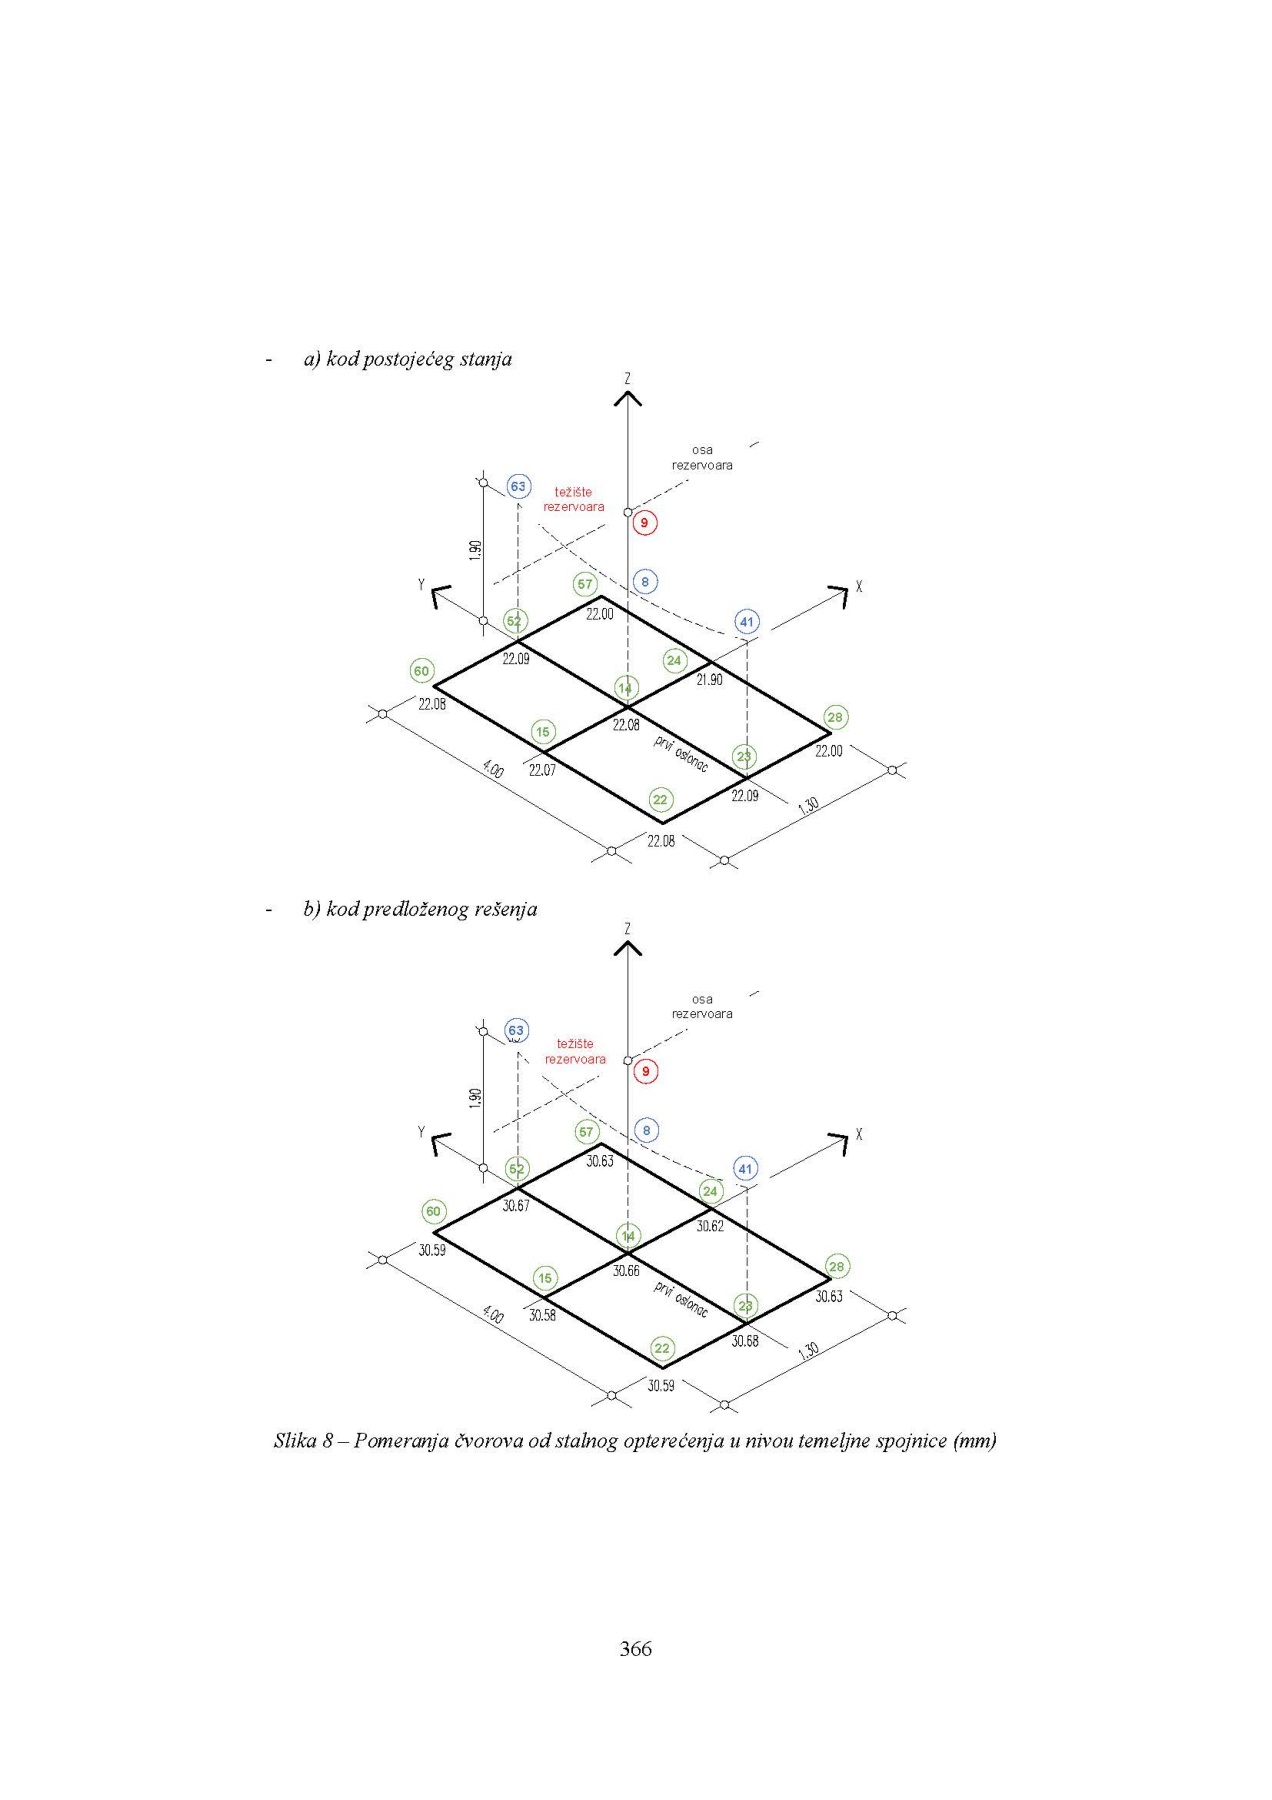 - a) kod postojećeg stanja
Z
osa
rezervoara
63
težište
rezervoara
9
1.90
Y
57
8
X
22.00
52
41
22.09
24
60
21.90
22.08
14
22.08
28
15
prvi oslonac
23
22.00
4.00
22.07
22
22.09
1.30
22.08
- b) kod predloženog rešenja
Z
osa
rezervoara
63
težište
rezervoara
9
1.90
Y
57
8
X
30.63
52
41
30.67
24
60
30.62
30.59
14
30.66
28
15
prvi oslonac
23
30.63
4.00
30.58
22
30.68
1.30
30.59
Slika 8 – Pomeranja čvorova od stalnog opterećenja u nivou temeljne spojnice (mm)
366